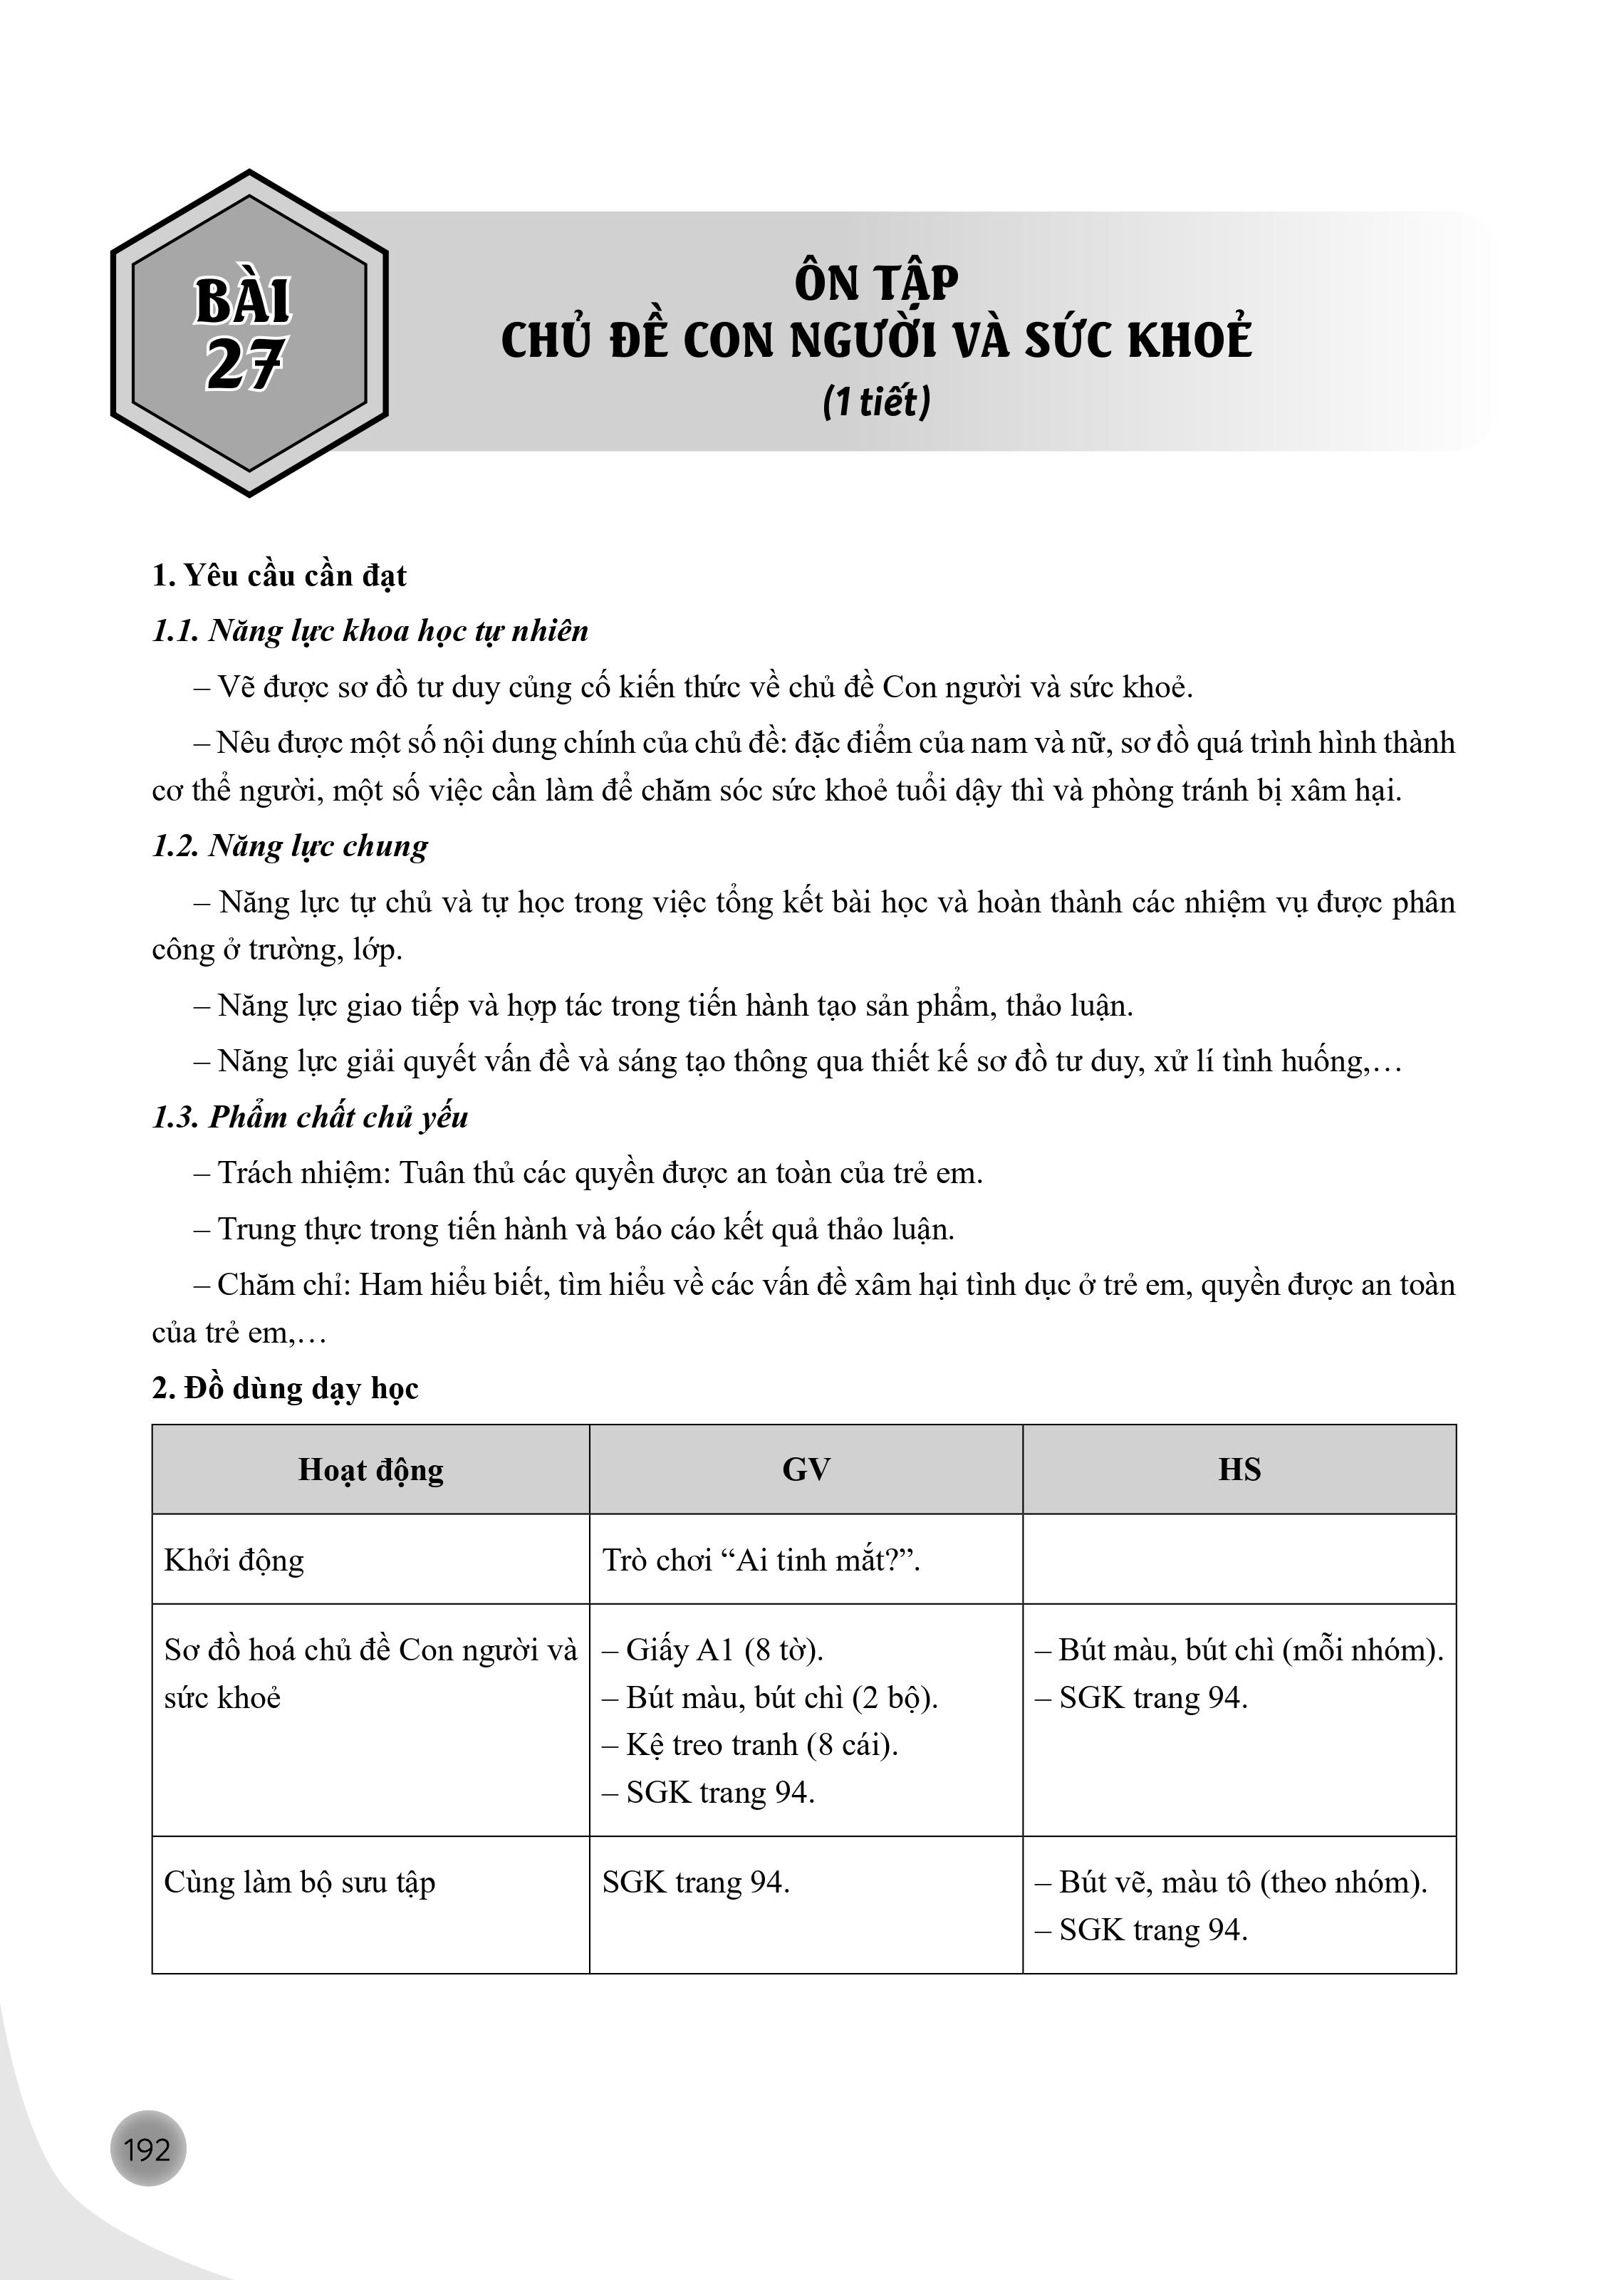 BÀI
27
ÔN TẬP
CHỦ ĐỀ CON NGƯỜI VÀ SỨC KHOẺ
(1 tiết)
1. Yêu cầu cần đạt
1.1. Năng lực khoa học tự nhiên
– Vẽ được sơ đồ tư duy củng cố kiến thức về chủ đề Con người và sức khoẻ.
– Nêu được một số nội dung chính của chủ đề: đặc điểm của nam và nữ, sơ đồ quá trình hình thành
cơ thể người, một số việc cần làm để chăm sóc sức khoẻ tuổi dậy thì và phòng tránh bị xâm hại.
1.2. Năng lực chung
– Năng lực tự chủ và tự học trong việc tổng kết bài học và hoàn thành các nhiệm vụ được phân
công ở trường, lớp.
– Năng lực giao tiếp và hợp tác trong tiến hành tạo sản phẩm, thảo luận.
– Năng lực giải quyết vấn đề và sáng tạo thông qua thiết kế sơ đồ tư duy, xử lí tình huống,…
1.3. Phẩm chất chủ yếu
– Trách nhiệm: Tuân thủ các quyền được an toàn của trẻ em.
– Trung thực trong tiến hành và báo cáo kết quả thảo luận.
– Chăm chỉ: Ham hiểu biết, tìm hiểu về các vấn đề xâm hại tình dục ở trẻ em, quyền được an toàn
của trẻ em,…
2. Đồ dùng dạy học
Hoạt động
GV
HS
Khởi động
Trò chơi “Ai tinh mắt?”.
Sơ đồ hoá chủ đề Con người và
sức khoẻ
– Giấy A1 (8 tờ).
– Bút màu, bút chì (2 bộ).
– Kệ treo tranh (8 cái).
– SGK trang 94.
– Bút màu, bút chì (mỗi nhóm).
– SGK trang 94.
Cùng làm bộ sưu tập
SGK trang 94.
– Bút vẽ, màu tô (theo nhóm).
– SGK trang 94.
192